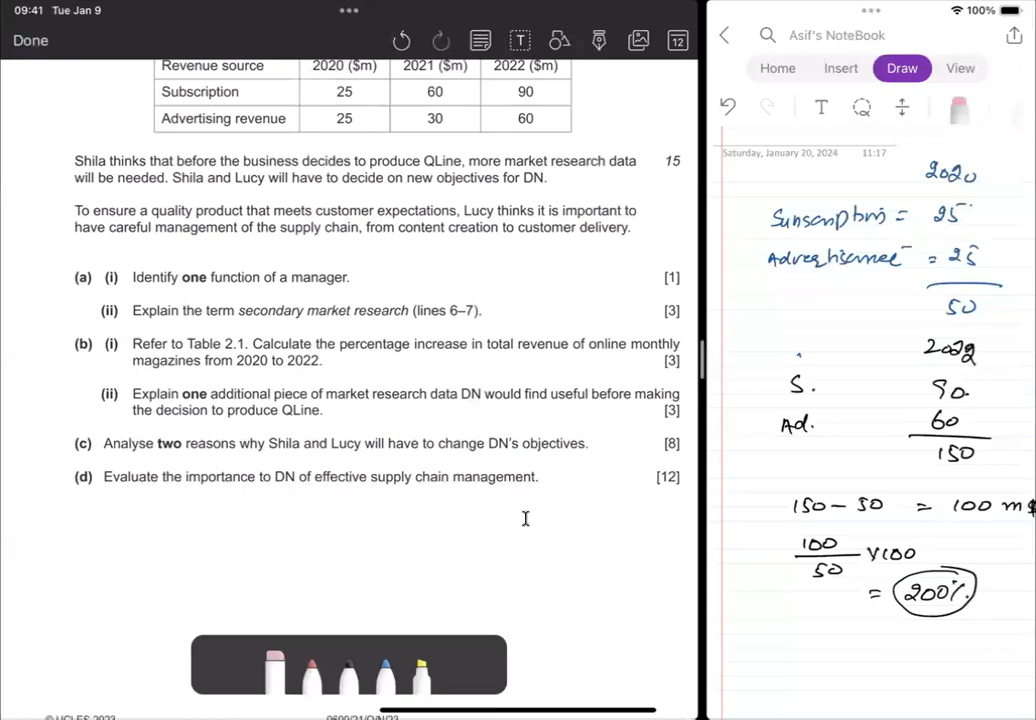 09:41 Tue Jan 9
100%
Done
12
Asif's NoteBook
Home Insert Draw View
Revenue source 2020 ($m) 2021 ($m) 2022 ($m)
Subscription 25 60 90
Advertising revenue 25 30 60
Shila thinks that before the business decides to produce QLine, more market research data 15
will be needed. Shila and Lucy will have to decide on new objectives for DN.
To ensure a quality product that meets customer expectations, Lucy thinks it is important to
have careful management of the supply chain, from content creation to customer delivery.
(a) (i) Identify one function of a manager. [1]
(ii) Explain the term secondary market research (lines 6–7). [3]
(b) (i) Refer to Table 2.1. Calculate the percentage increase in total revenue of online monthly
magazines from 2020 to 2022. [3]
(ii) Explain one additional piece of market research data DN would find useful before making
the decision to produce QLine. [3]
(c) Analyse two reasons why Shila and Lucy will have to change DN's objectives. [8]
(d) Evaluate the importance to DN of effective supply chain management. [12]
© UCLES 2023 9609/21/O/N/23
Saturday, January 20, 2024 11:17
2020
= 25
= 25
50
2022
S. 90
Ad. 60
150
150 – 50 = 100 m$
100
50
×100
= 200%